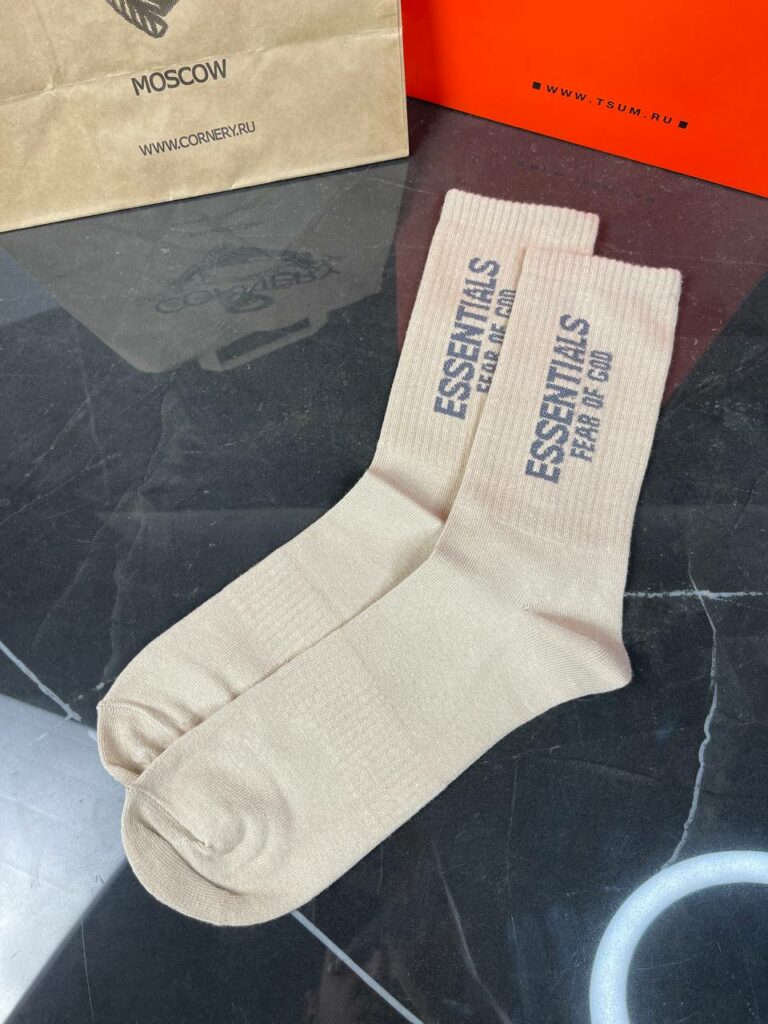 MOSCOW
WWW.CORNERY.RU
WWW.TSUM.RU
ESSENTIALS
FEAR OF GOD
ESSENTIALS
FEAR OF GOD